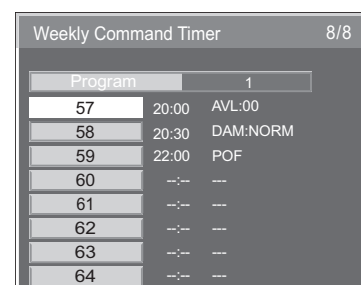 Weekly Command Timer 8/8
Program 1
57 20:00 AVL:00
58 20:30 DAM:NORM
59 22:00 POF
60 --:-- ---
61 --:-- ---
62 --:-- ---
63 --:-- ---
64 --:-- ---